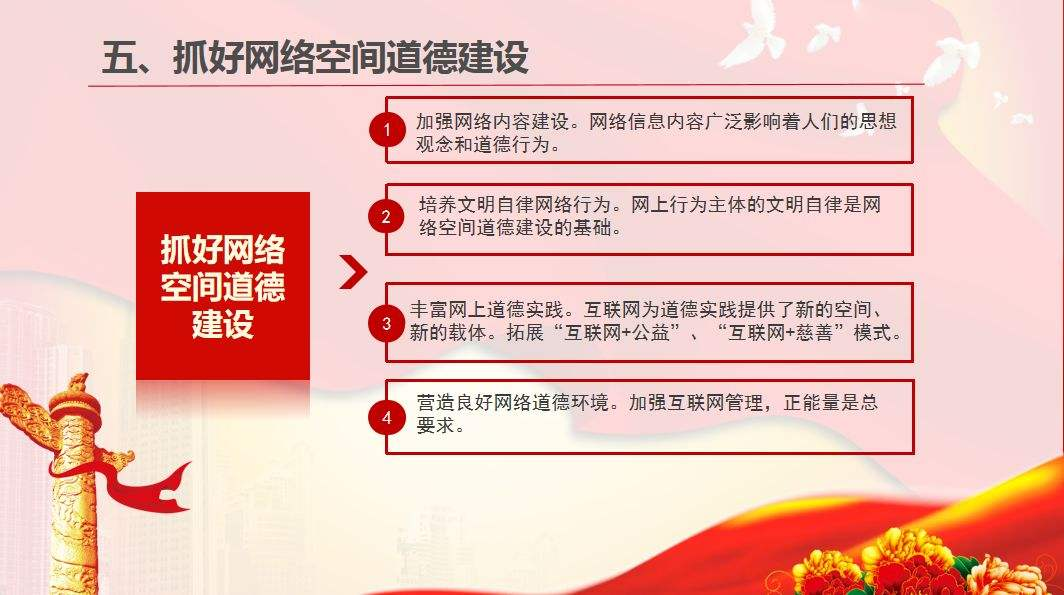 五、抓好网络空间道德建设
抓好网络
空间道德
建设
1
加强网络内容建设。网络信息内容广泛影响着人们的思想
观念和道德行为。
2
培养文明自律网络行为。网上行为主体的文明自律是网
络空间道德建设的基础。
3
丰富网上道德实践。互联网为道德实践提供了新的空间、
新的载体。拓展“互联网+公益”、“互联网+慈善”模式。
4
营造良好网络道德环境。加强互联网管理，正能量是总
要求。